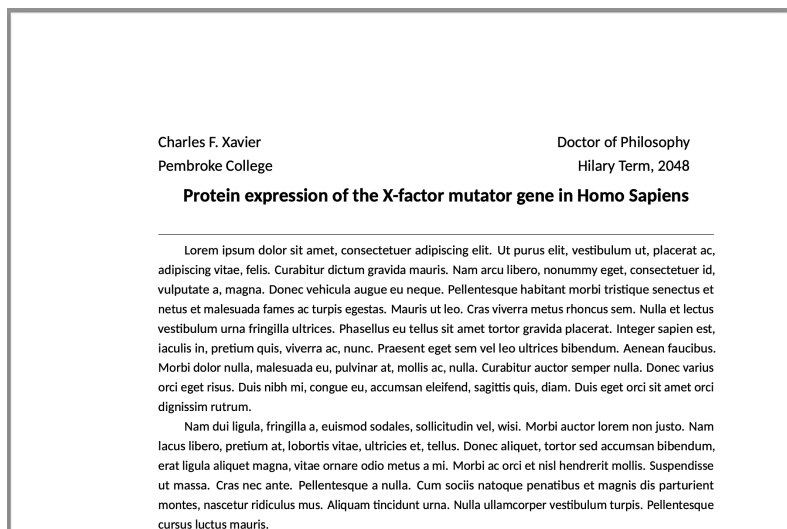 Charles F. Xavier Doctor of Philosophy
Pembroke College Hilary Term, 2048
Protein expression of the X-factor mutator gene in Homo Sapiens
Lorem ipsum dolor sit amet, consectetuer adipiscing elit. Ut purus elit, vestibulum ut, placerat ac,
adipiscing vitae, felis. Curabitur dictum gravida mauris. Nam arcu libero, nonummy eget, consectetuer id,
vulputate a, magna. Donec vehicula augue eu neque. Pellentesque habitant morbi tristique senectus et
netus et malesuada fames ac turpis egestas. Mauris ut leo. Cras viverra metus rhoncus sem. Nulla et lectus
vestibulum urna fringilla ultrices. Phasellus eu tellus sit amet tortor gravida placerat. Integer sapien est,
iaculis in, pretium quis, viverra ac, nunc. Praesent eget sem vel leo ultrices bibendum. Aenean faucibus.
Morbi dolor nulla, malesuada eu, pulvinar at, mollis ac, nulla. Curabitur auctor semper nulla. Donec varius
orci eget risus. Duis nibh mi, congue eu, accumsan eleifend, sagittis quis, diam. Duis eget orci sit amet orci
dignissim rutrum.
Nam dui ligula, fringilla a, euismod sodales, sollicitudin vel, wisi. Morbi auctor lorem non justo. Nam
lacus libero, pretium at, lobortis vitae, ultricies et, tellus. Donec aliquet, tortor sed accumsan bibendum,
erat ligula aliquet magna, vitae ornare odio metus a mi. Morbi ac orci et nisl hendrerit mollis. Suspendisse
ut massa. Cras nec ante. Pellentesque a nulla. Cum sociis natoque penatibus et magnis dis parturient
montes, nascetur ridiculus mus. Aliquam tincidunt urna. Nulla ullamcorper vestibulum turpis. Pellentesque
cursus luctus mauris.